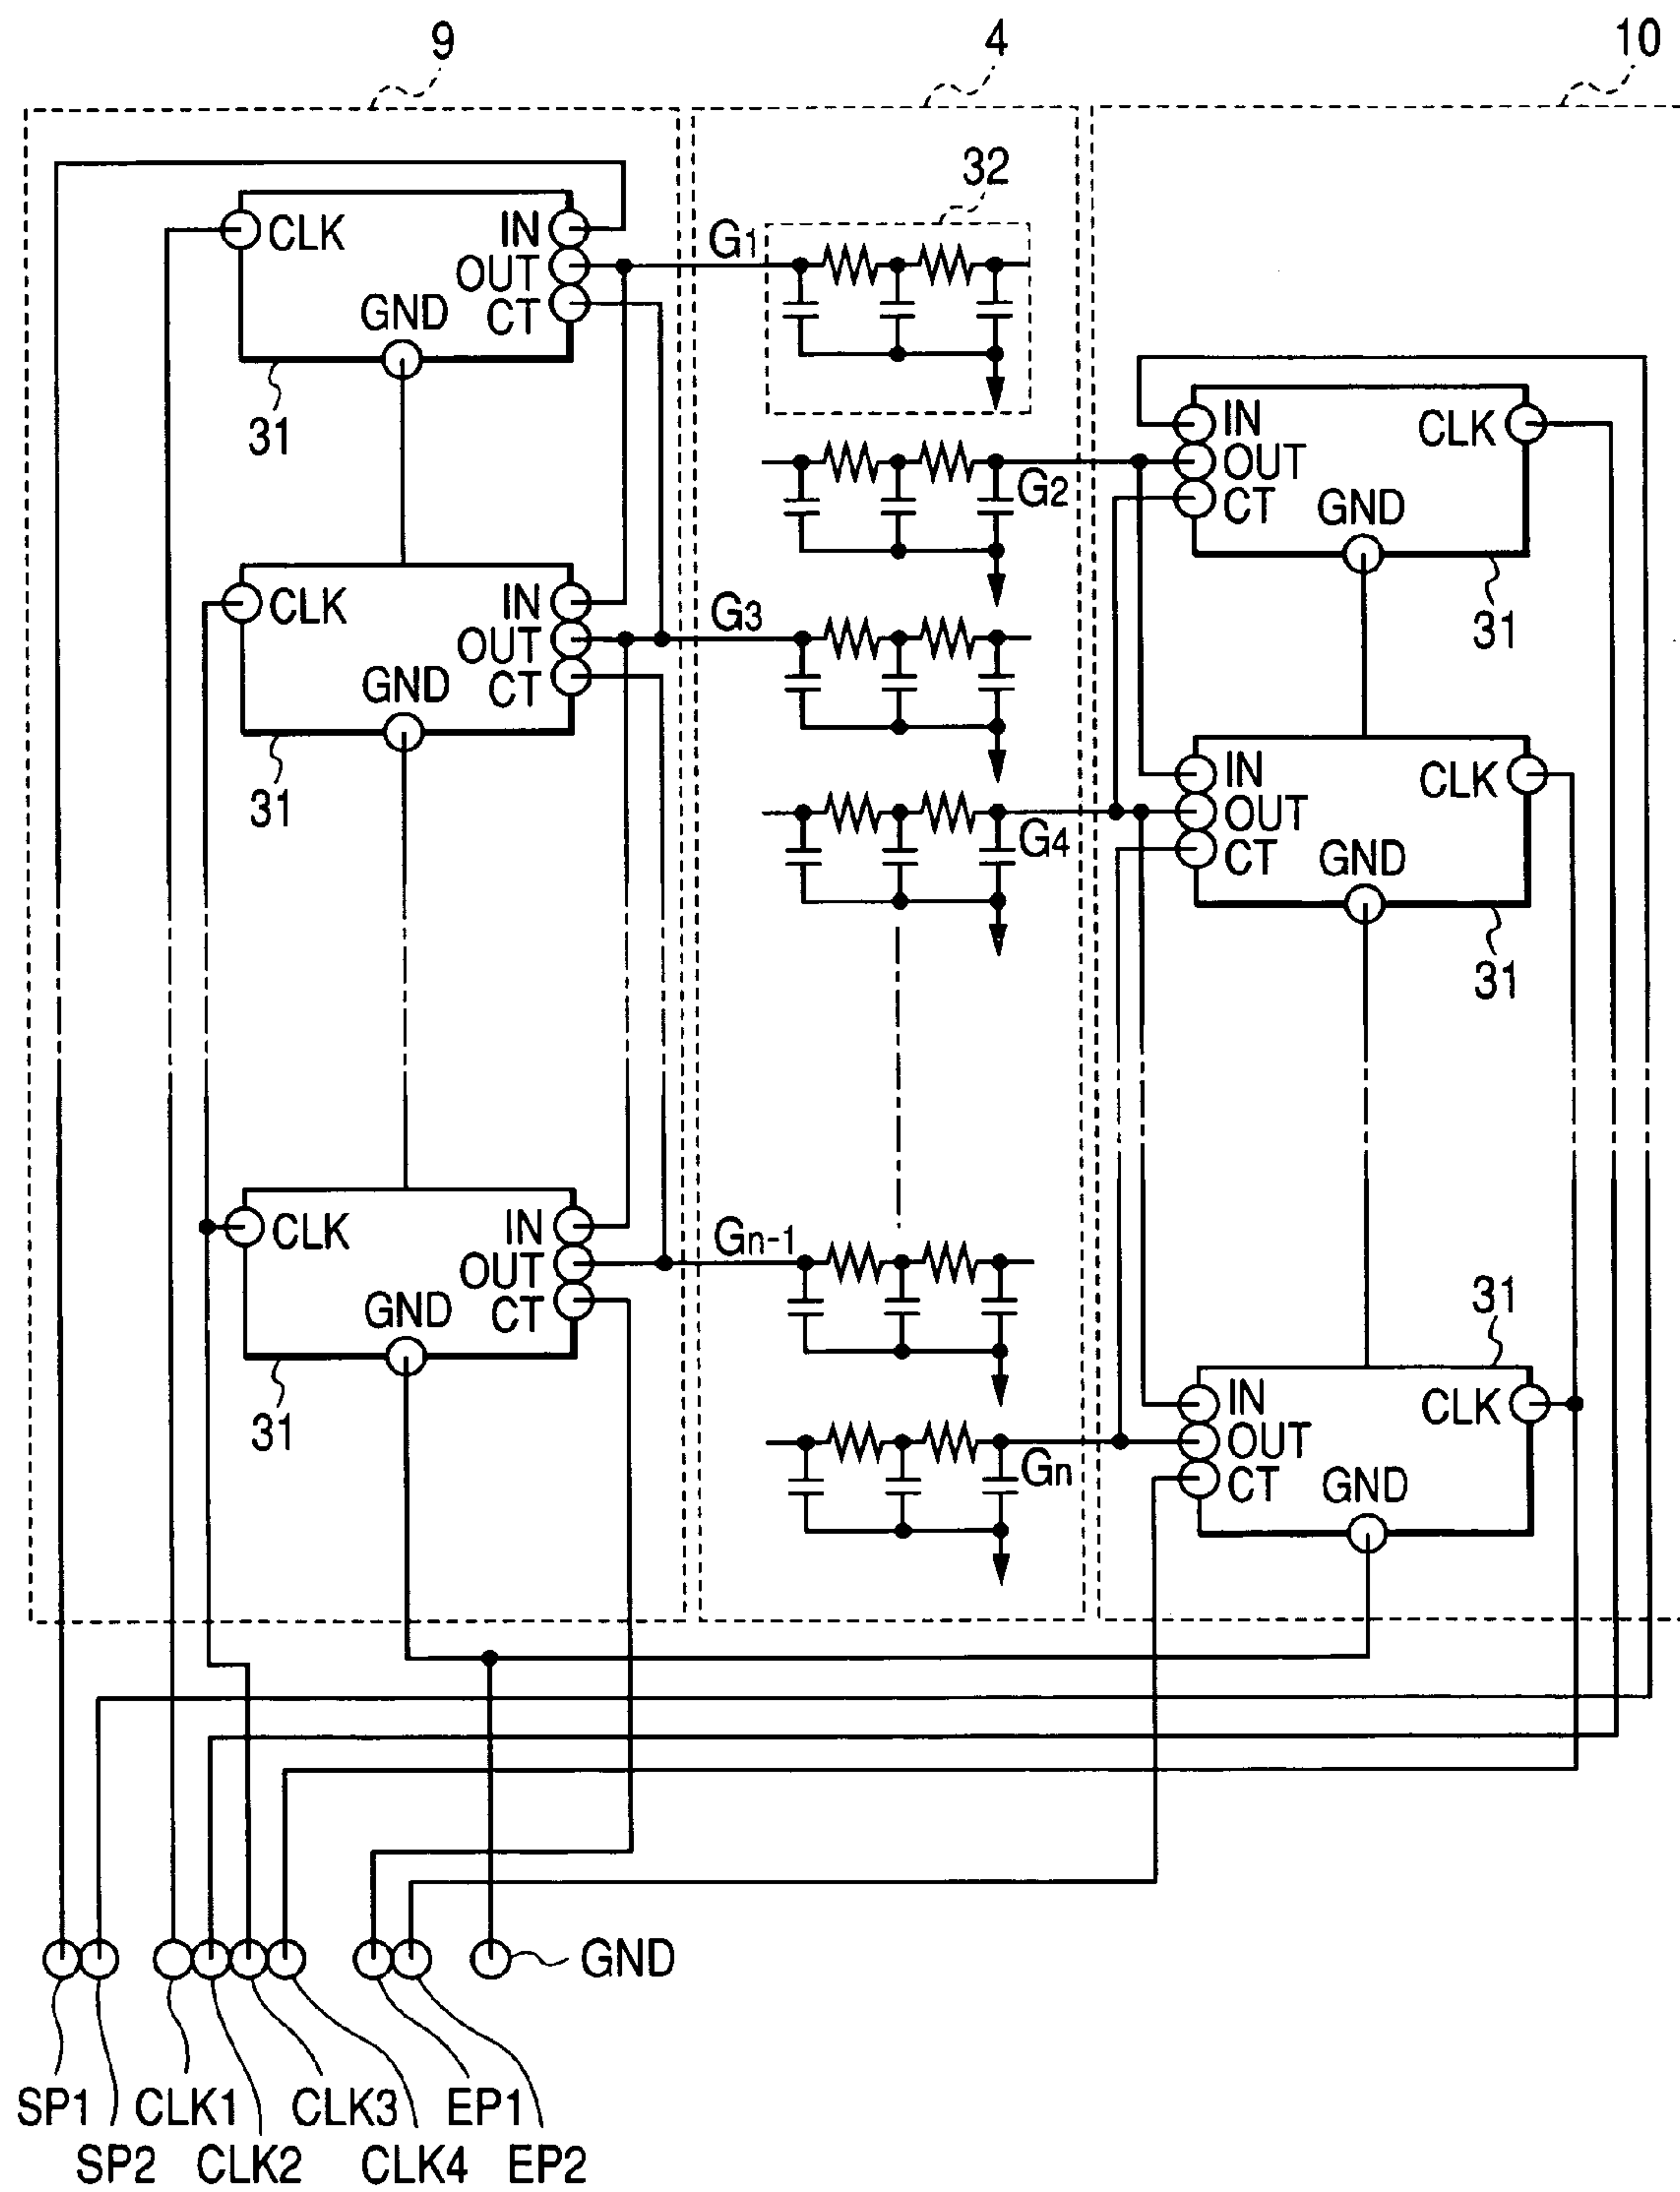 9
4
10
32
CLK
IN
OUT
CT
GND
31
G1
IN
OUT
CT
CLK
GND
31
G2
CLK
IN
OUT
CT
GND
31
G3
IN
OUT
CT
CLK
GND
31
G4
CLK
IN
OUT
CT
GND
31
Gn-1
31
IN
OUT
CT
CLK
GND
Gn
GND
SP1
SP2
CLK1
CLK2
CLK3
CLK4
EP1
EP2